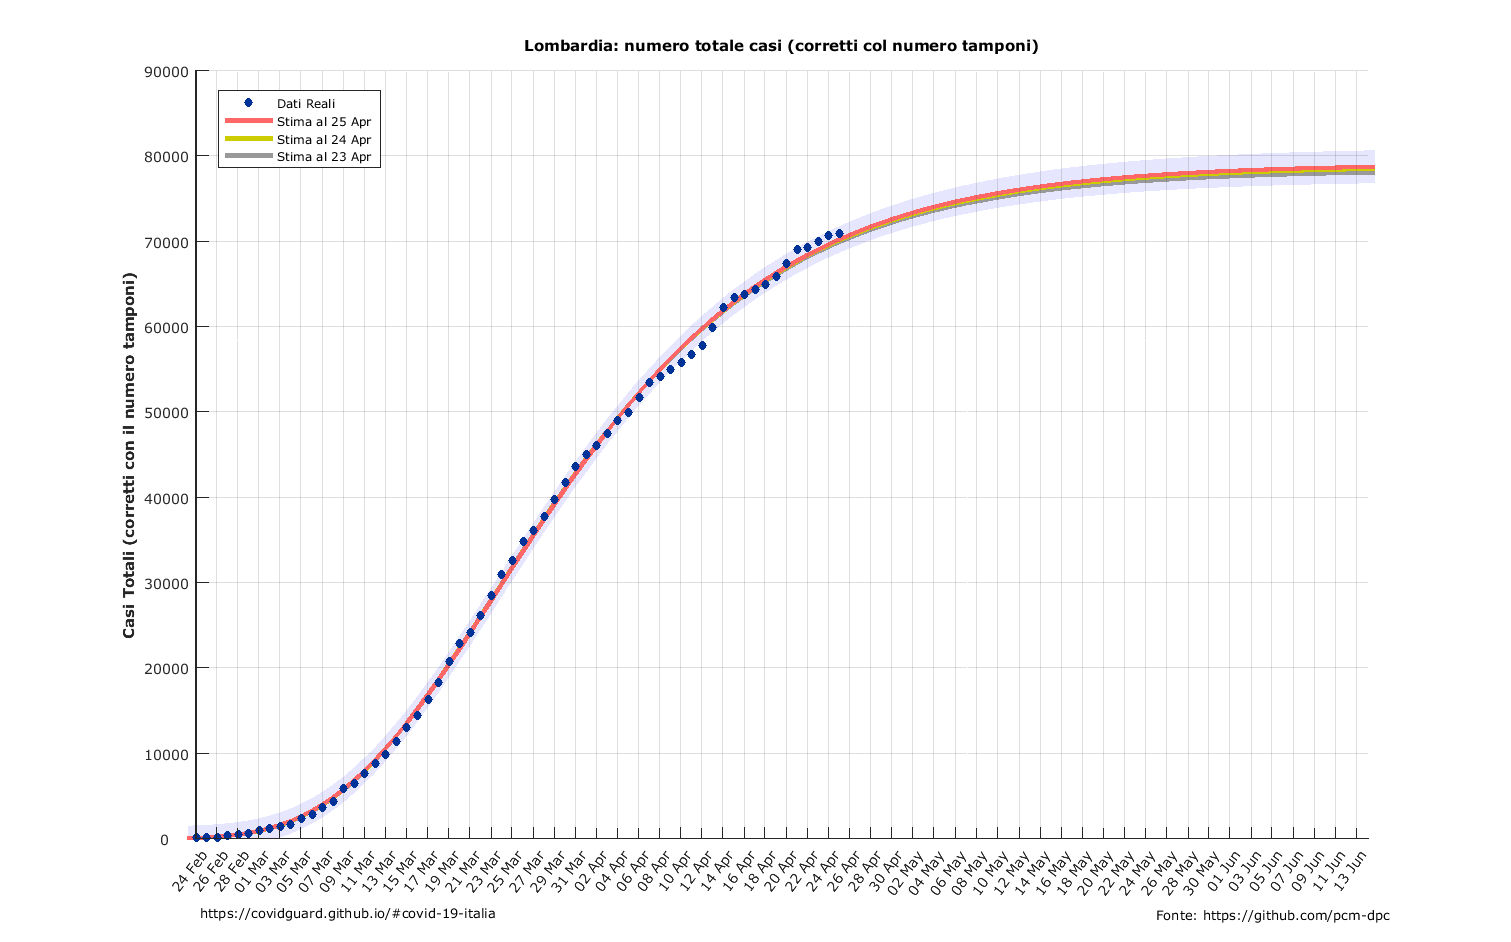 Lombardia: numero totale casi (corretti col numero tamponi)
Dati Reali
Stima al 25 Apr
Stima al 24 Apr
Stima al 23 Apr
Casi Totali (corretti con il numero tamponi)
90000
80000
70000
60000
50000
40000
30000
20000
10000
0
24 Feb
26 Feb
28 Feb
01 Mar
03 Mar
05 Mar
07 Mar
09 Mar
11 Mar
13 Mar
15 Mar
17 Mar
19 Mar
21 Mar
23 Mar
25 Mar
27 Mar
29 Mar
31 Mar
02 Apr
04 Apr
06 Apr
08 Apr
10 Apr
12 Apr
14 Apr
16 Apr
18 Apr
20 Apr
22 Apr
24 Apr
26 Apr
28 Apr
30 Apr
02 May
04 May
06 May
08 May
10 May
12 May
14 May
16 May
18 May
20 May
22 May
24 May
26 May
28 May
30 May
01 Jun
03 Jun
05 Jun
07 Jun
09 Jun
11 Jun
13 Jun
https://covidguard.github.io/#covid-19-italia
Fonte: https://github.com/pcm-dpc